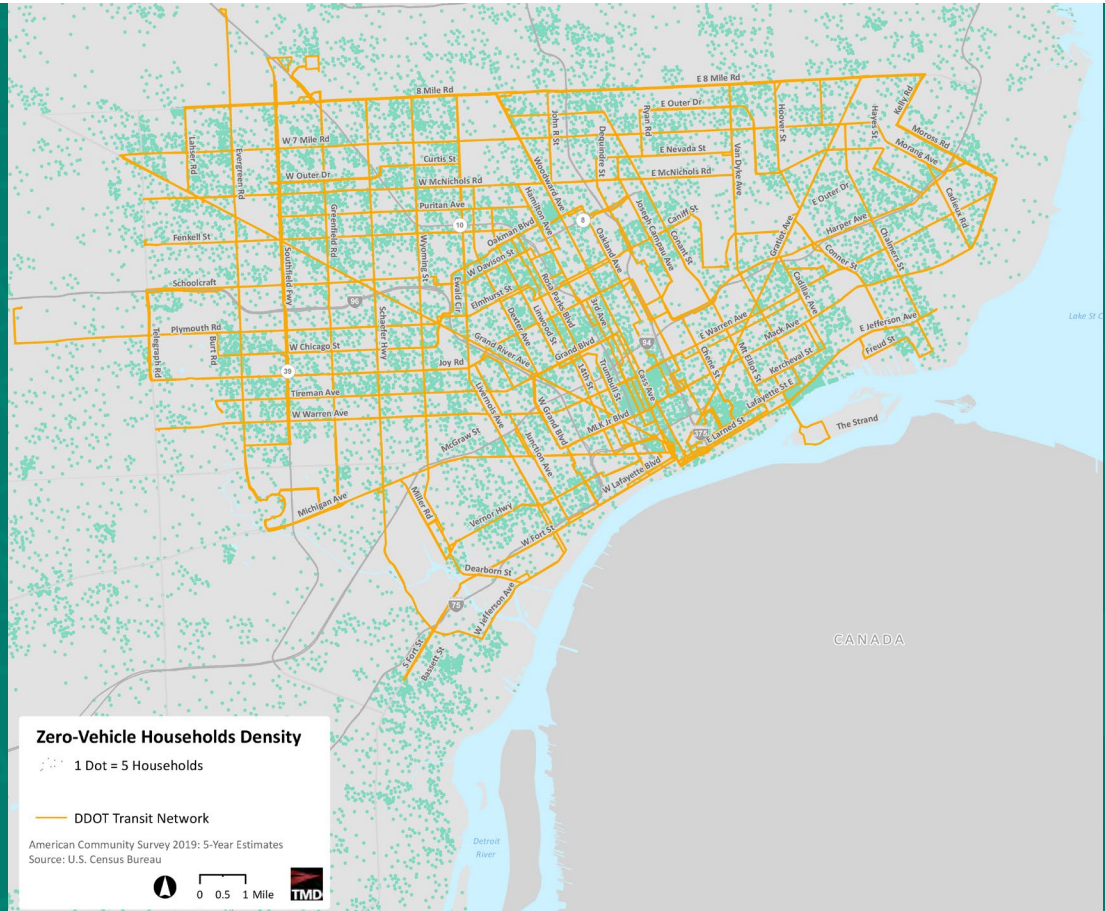 E 8 Mile Rd
8 Mile Rd
Kelly Rd
E Outer Dr
Ryan Rd
Hoover St
Hayes St
John R St
Dequindre St
Moross Rd
Lahser Rd
W 7 Mile Rd
Evergreen Rd
E Nevada St
Van Dyke Ave
Morang Ave
Curtis St
Woodward Ave
W Outer Dr
W McNichols Rd
E McNichols Rd
Cadieux Rd
E Outer Dr
Hamilton Ave
Puritan Ave
Greenfield Rd
Joseph Campau Ave
Caniff St
8
10
Harper Ave
Gratiot Ave
Fenkell St
Oakman Blvd
Wyoming St
Oakland Ave
Conant St
Chalmers St
Conner St
W Davison St
Southfield Fwy
Schoolcraft
Ewald Cir
Elmhurst St
Rosa Parks Blvd
Cadillac Ave
96
3rd Ave
Linwood St
Dexter Ave
Schaefer Hwy
Plymouth Rd
Telegraph Rd
Burt Rd
E Warren Ave
Mack Ave
E Jefferson Ave
Lake St C
W Chicago St
Grand River Ave
Grand Blvd
94
Freud St
Joy Rd
Cherie St
Mt Elliot St
Kercheval St
39
14th St
Trumbull St
Cass Ave
Tireman Ave
Livernois Ave
Lafayette St E
W Warren Ave
W Grand Blvd
MLK Jr Blvd
The Strand
E Larned St
375
McGraw St
Junction Ave
W Lafayette Blvd
Michigan Ave
Miller Rd
Vernor Hwy
W Fort St
Dearborn St
75
W Jefferson Ave
CANADA
S Fort St
Bassett St
Zero-Vehicle Households Density
1 Dot = 5 Households
DDOT Transit Network
American Community Survey 2019: 5-Year Estimates
Source: U.S. Census Bureau
0 0.5 1 Mile
TMD
Detroit
River